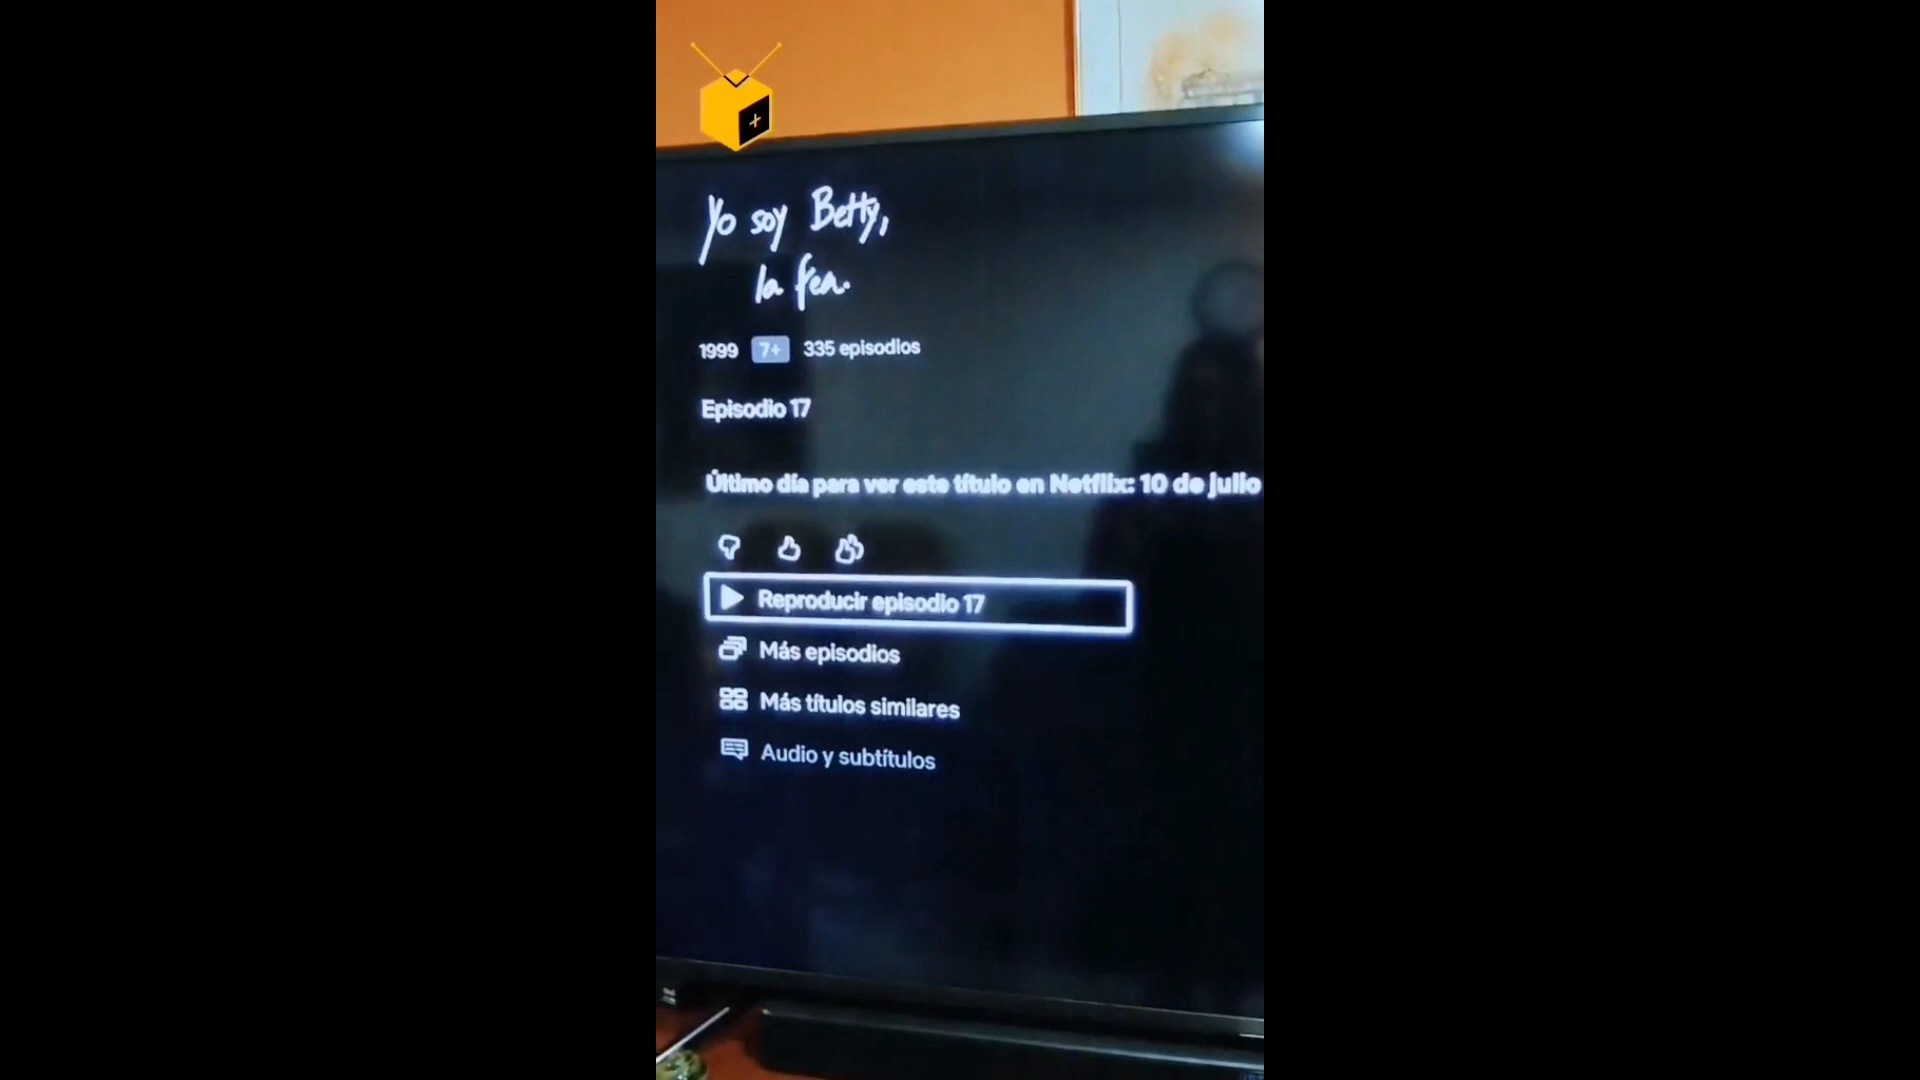 Yo soy Betty,
la fea.
1999 7+ 335 episodios
Episodio 17
Último día para ver este título en Netflix: 10 de julio
Reproducir episodio 17
Más episodios
Más títulos similares
Audio y subtítulos